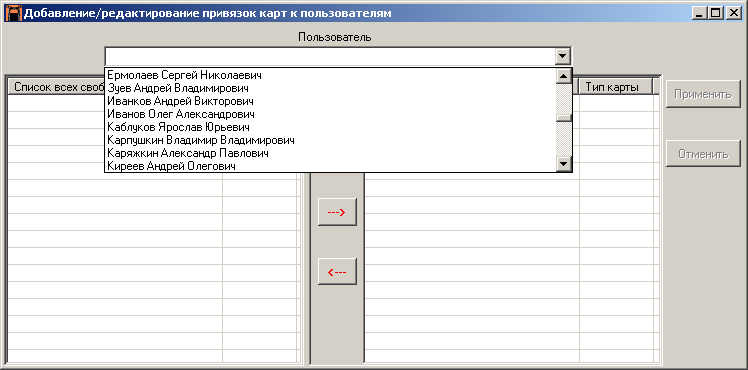 Добавление/редактирование привязок карт к пользователям
Пользователь
Ермолаев Сергей Николаевич
Зуев Андрей Владимирович
Иванков Андрей Викторович
Иванов Олег Александрович
Каблуков Ярослав Юрьевич
Карпушкин Владимир Владимирович
Каряжкин Александр Павлович
Киреев Андрей Олегович
Список всех своб
Тип карты
Применить
Отменить
--->
<---